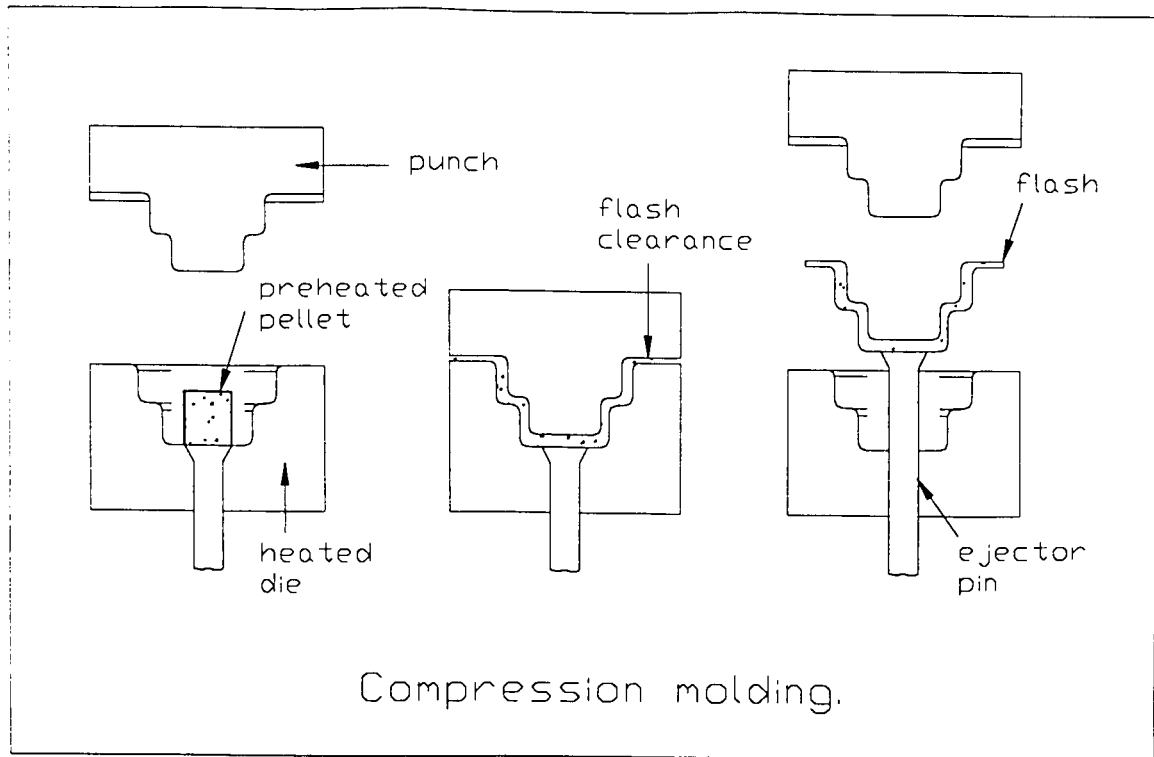 punch
preheated
pellet
heated
die
flash
clearance
flash
ejector
pin
Compression molding.